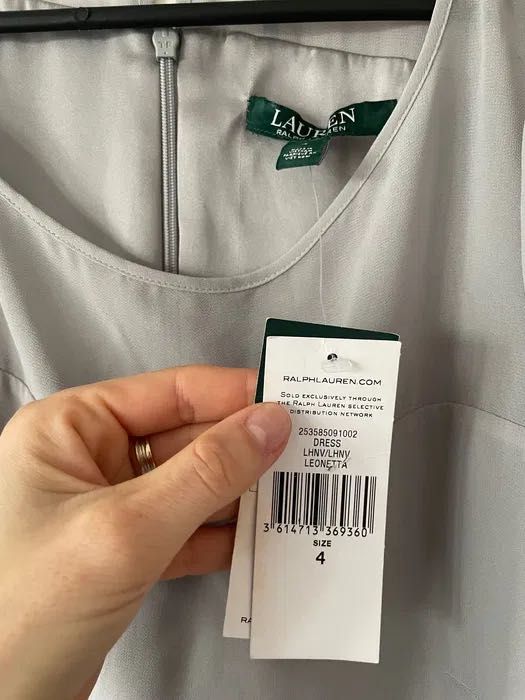 LAUREN
RALPH LAUREN
RALPHLAUREN.COM
SOLD EXCLUSIVELY THROUGH
THE RALPH LAUREN SELECTIVE
DISTRIBUTION NETWORK
253585091002
DRESS
LHNV/LHNV
LEONETTA
3 614713 369360
SIZE
4
RA